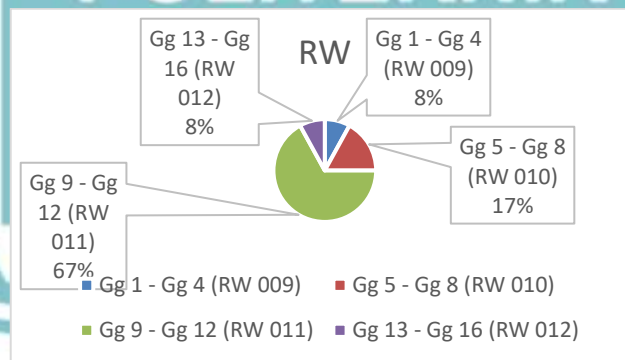 RW
Gg 13 - Gg
16 (RW
012)
8%
Gg 1 - Gg 4
(RW 009)
8%
Gg 5 - Gg 8
(RW 010)
17%
Gg 9 - Gg
12 (RW
011)
67%
Gg 1 - Gg 4 (RW 009)
Gg 5 - Gg 8 (RW 010)
Gg 9 - Gg 12 (RW 011)
Gg 13 - Gg 16 (RW 012)